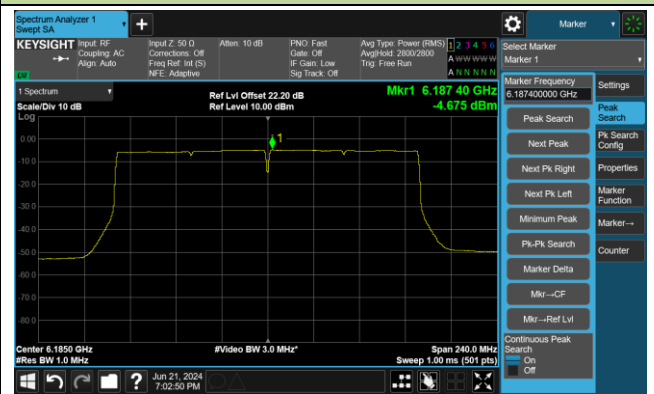 Spectrum Analyzer 1
Swept SA
+
Marker
KEYSIGHT
Input: RF
Coupling: AC
Align: Auto
Input Z: 50 Ω
Corrections: Off
Freq Ref: Int (S)
NFE: Adaptive
Atten: 10 dB
PNO: Fast
Gate: Off
IF Gain: Low
Sig Track: Off
Avg Type: Power (RMS)
Avg|Hold: 2800/2800
Trig: Free Run
1 2 3 4 5 6
A W W W W W
A N N N N N
LXI
Select Marker
Marker 1
1 Spectrum
Scale/Div 10 dB
Log
Ref Lvl Offset 22.20 dB
Ref Level 10.00 dBm
Mkr1 6.187 40 GHz
-4.675 dBm
1
0.00
-10.0
-20.0
-30.0
-40.0
-50.0
-60.0
-70.0
-80.0
Center 6.1850 GHz
#Res BW 1.0 MHz
#Video BW 3.0 MHz*
Span 240.0 MHz
Sweep 1.00 ms (501 pts)
Marker Frequency
6.187400000 GHz
Peak Search
Next Peak
Next Pk Right
Next Pk Left
Minimum Peak
Pk-Pk Search
Marker Delta
Mkr→CF
Mkr→Ref Lvl
Continuous Peak
Search
On
Off
Settings
Peak
Search
Pk Search
Config
Properties
Marker
Function
Marker→
Counter
?
Jun 21, 2024
7:02:50 PM